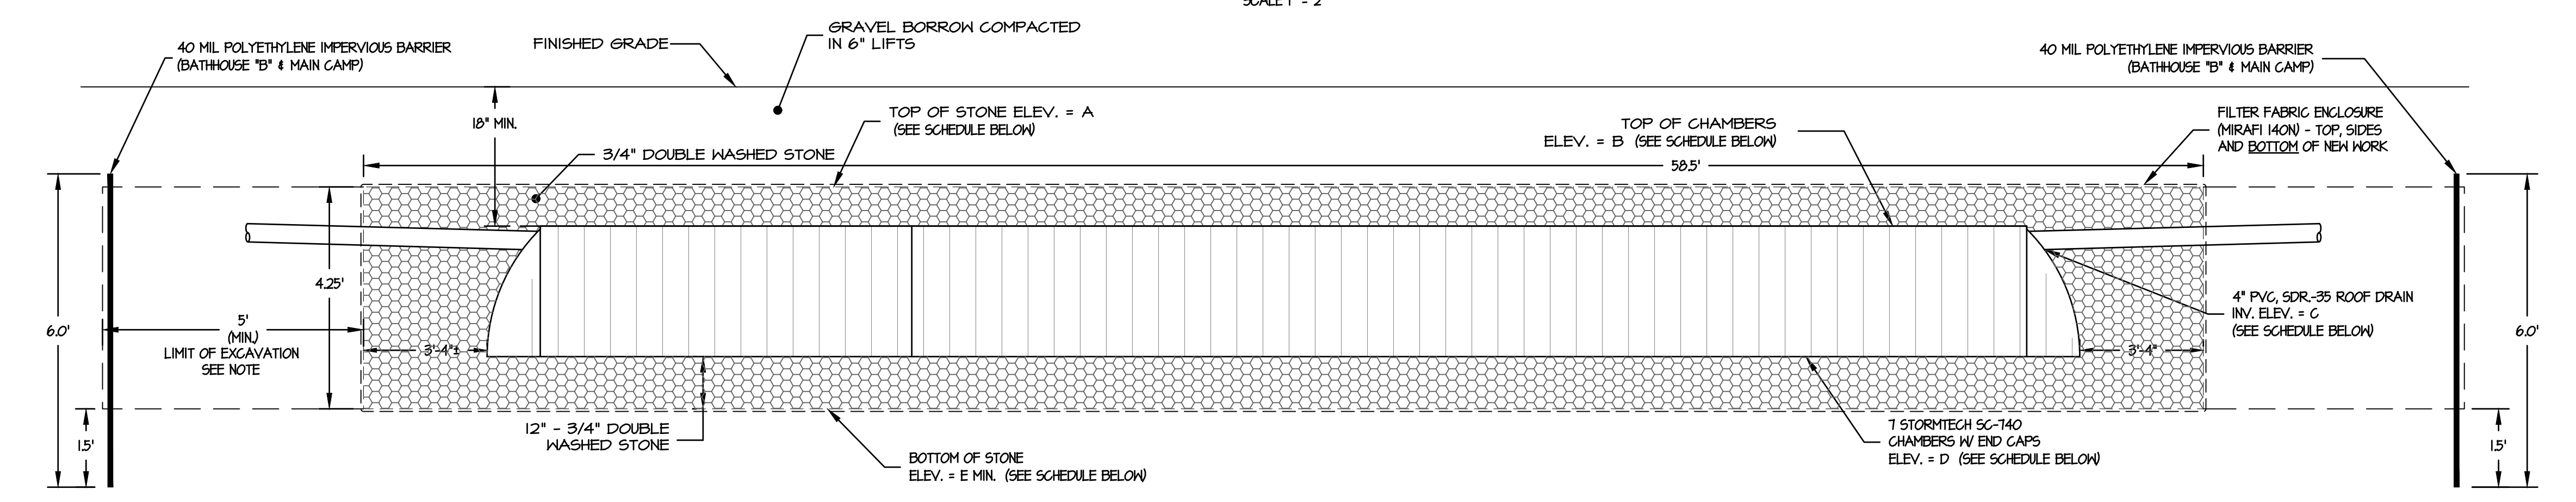 40 MIL POLYETHYLENE IMPERVIOUS BARRIER
(BATHHOUSE "B" & MAIN CAMP)
FINISHED GRADE
GRAVEL BORROW COMPACTED
IN 6" LIFTS
40 MIL POLYETHYLENE IMPERVIOUS BARRIER
(BATHHOUSE "B" & MAIN CAMP)
18" MIN.
TOP OF STONE ELEV. = A
(SEE SCHEDULE BELOW)
TOP OF CHAMBERS
ELEV. = B (SEE SCHEDULE BELOW)
FILTER FABRIC ENCLOSURE
(MIRAFI 140N) - TOP, SIDES
AND BOTTOM OF NEW WORK
3/4" DOUBLE WASHED STONE
58.5'
4.25'
6.0'
5'
(MIN.)
LIMIT OF EXCAVATION
SEE NOTE
3'-4"±
3'-4"
4" PVC, SDR.-35 ROOF DRAIN
INV. ELEV. = C
(SEE SCHEDULE BELOW)
6.0'
1.5'
12" - 3/4" DOUBLE
WASHED STONE
BOTTOM OF STONE
ELEV. = E MIN. (SEE SCHEDULE BELOW)
7 STORMTECH SC-740
CHAMBERS W/ END CAPS
ELEV. = D (SEE SCHEDULE BELOW)
1.5'